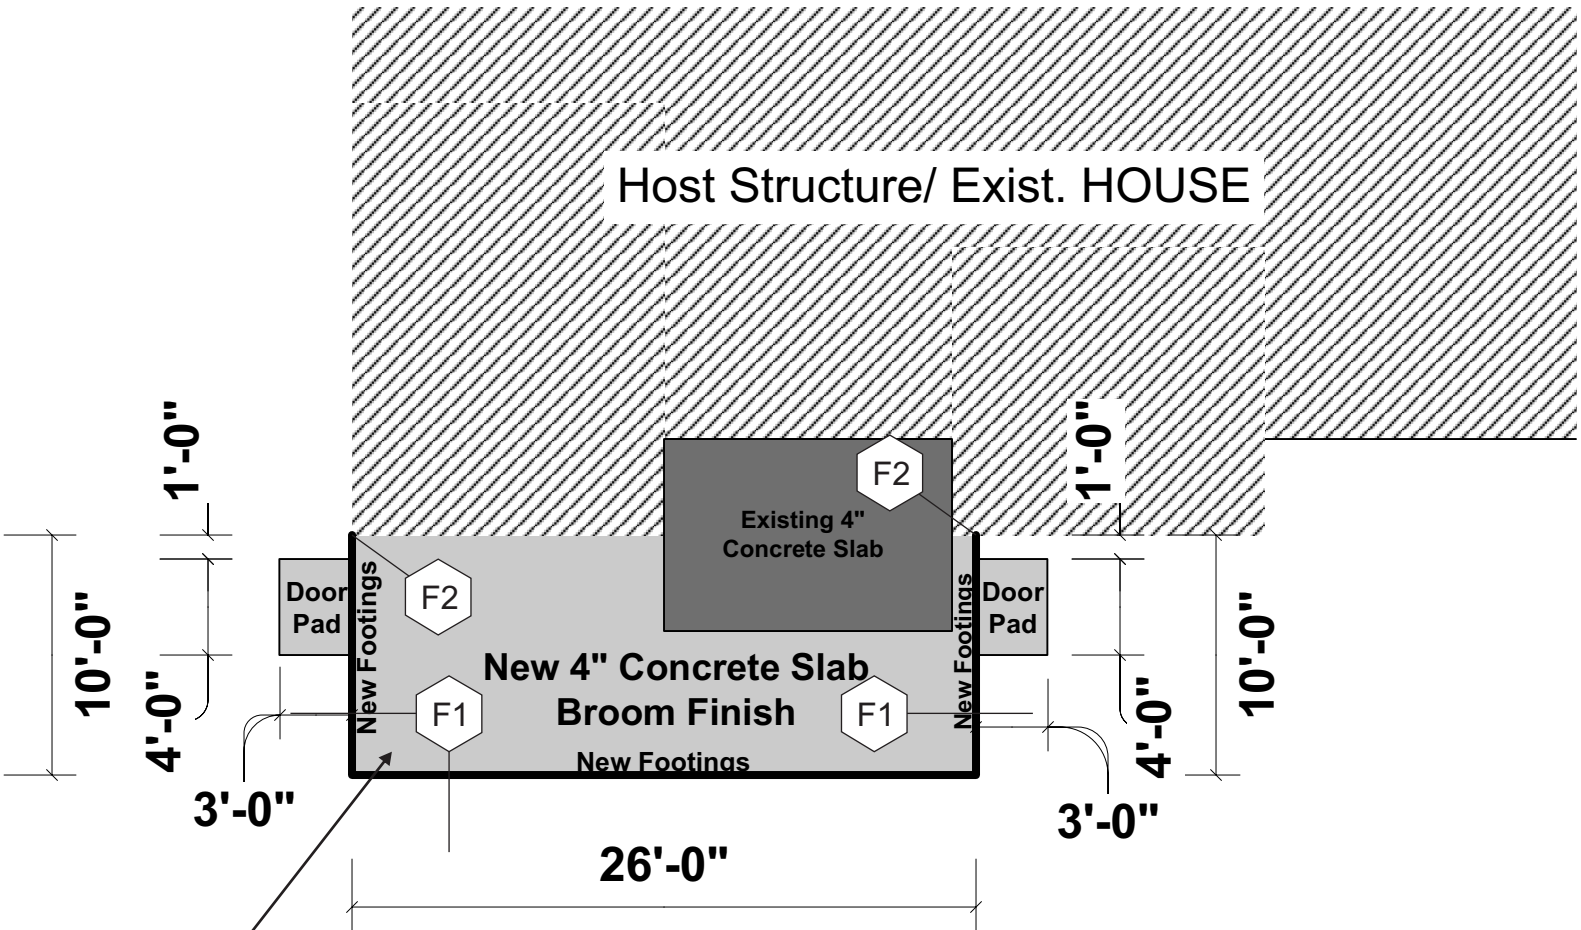 Host Structure/ Exist. HOUSE
1'-0"
1'-0"
F2
Existing 4"
Concrete Slab
Door
Pad
New Footings
F2
New Footings
Door
Pad
10'-0"
4'-0"
New 4" Concrete Slab
Broom Finish
F1
F1
10'-0"
4'-0"
New Footings
3'-0"
3'-0"
26'-0"